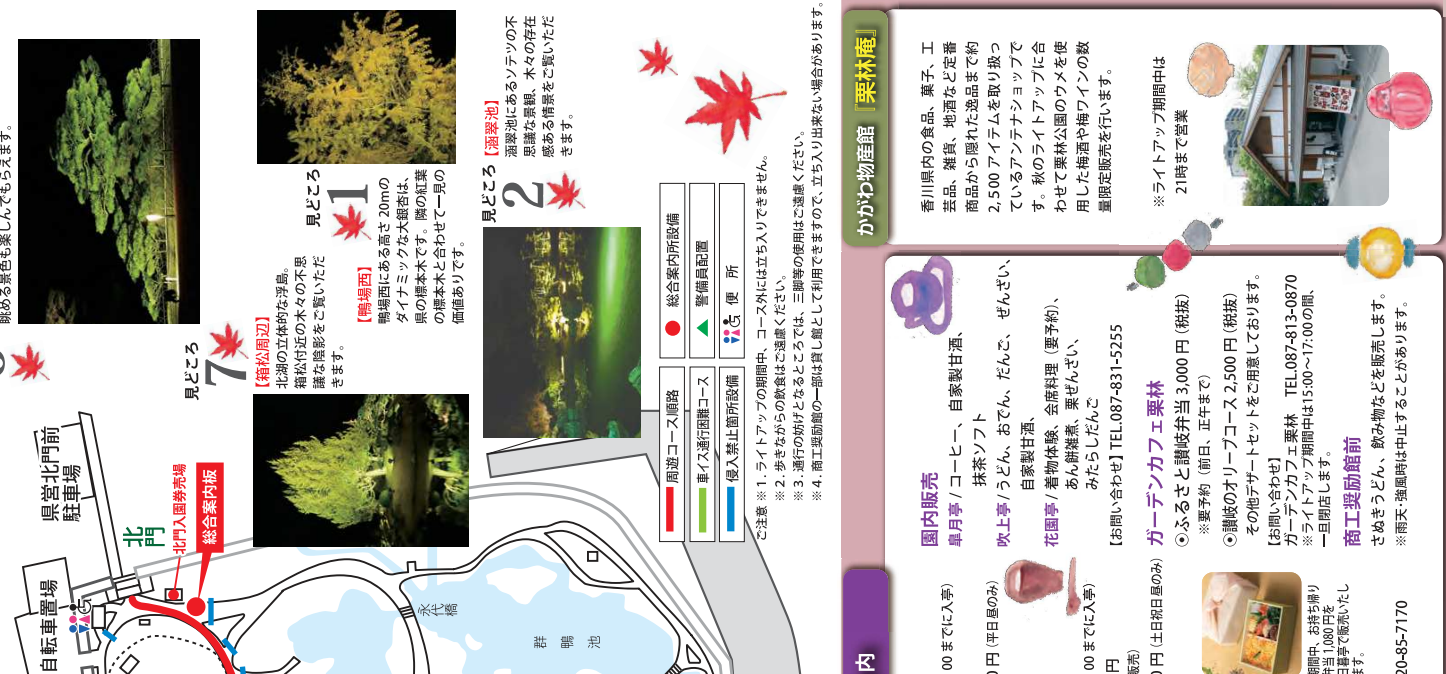 眺める景色も楽しんでもらえます。
見どころ
7
【箱松周辺】
北湖の立体的な浮島。
箱松付近の木々の不思
議な陰影をご覧いただ
きます。
見どころ
1
【鴨場西】
鴨場西にある高さ 20mの
ダイナミックな大銀杏は、
県の標本木です。隣の紅葉
の標本木と合わせて一見の
価値ありです。
見どころ
2
【涵翠池】
涵翠池にあるソテツの不
思議な景観、木々の存在
感ある情景をご覧いただ
きます。
周遊コース順路
車イス通行困難コース
侵入禁止箇所設備
総合案内所設備
警備員配置
便 所
ご注意 ※ 1. ライトアップの期間中、コース外には立ち入りできません。
※ 2. 歩きながらの飲食はご遠慮ください。
※ 3. 通行の妨げとなるところでは、三脚等の使用はご遠慮ください。
※ 4. 商工奨励館の一部は貸し館として利用できますので、立ち入り出来ない場合があります。
県営北門前
駐車場
北門
北門入園券売場
総合案内板
自転車置場
永代橋
群鴨池
かがわ物産館『栗林庵』
香川県内の食品、菓子、工
芸品、雑貨、地酒など定番
商品から隠れた逸品まで約
2,500 アイテムを取り扱っ
ているアンテナショップで
す。秋のライトアップに合
わせて栗林公園のウメを使
用した梅酒や梅ワインの数
量限定販売を行います。
※ライトアップ期間中は
21時まで営業
園内販売
皐月亭 / コーヒー、自家製甘酒、
抹茶ソフト
吹上亭 / うどん、おでん、だんご、ぜんざい、
自家製甘酒、
花園亭 / 着物体験、会席料理（要予約）、
あん餅雑煮、栗ぜんざい、
みたらしだんご
【お問い合わせ】TEL.087-831-5255
ガーデンカフェ栗林
◉ふるさと讃岐弁当 3,000 円（税抜）
※要予約（前日、正午まで）
◉讃岐のオリーブコース 2,500 円（税抜）
その他デザートセットをご用意しております。
【お問い合わせ】
ガーデンカフェ栗林　TEL.087-813-0870
※ライトアップ期間中は15:00〜17:00の間、
一旦閉店します。
商工奨励館前
さぬきうどん、飲み物などを販売します。
※雨天・強風時は中止することがあります。
内
00 までに入亭）
0 円（平日昼のみ）
00 までに入亭）
円
販売）
0 円（土日祝日昼のみ）
期間中、お持ち帰り
弁当 1,080 円を
日暮亭で販売いたし
ます。
20-85-7170